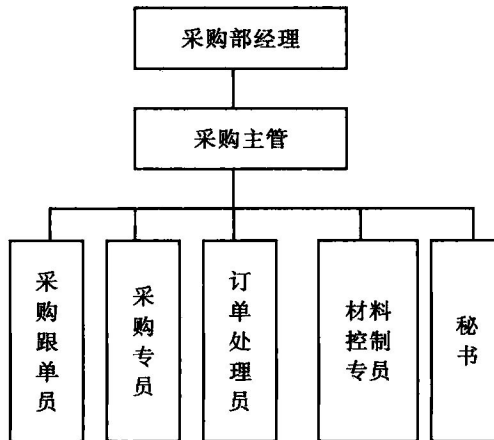 采购部经理
采购主管
采购跟单员
采购专员
订单处理员
材料控制专员
秘书